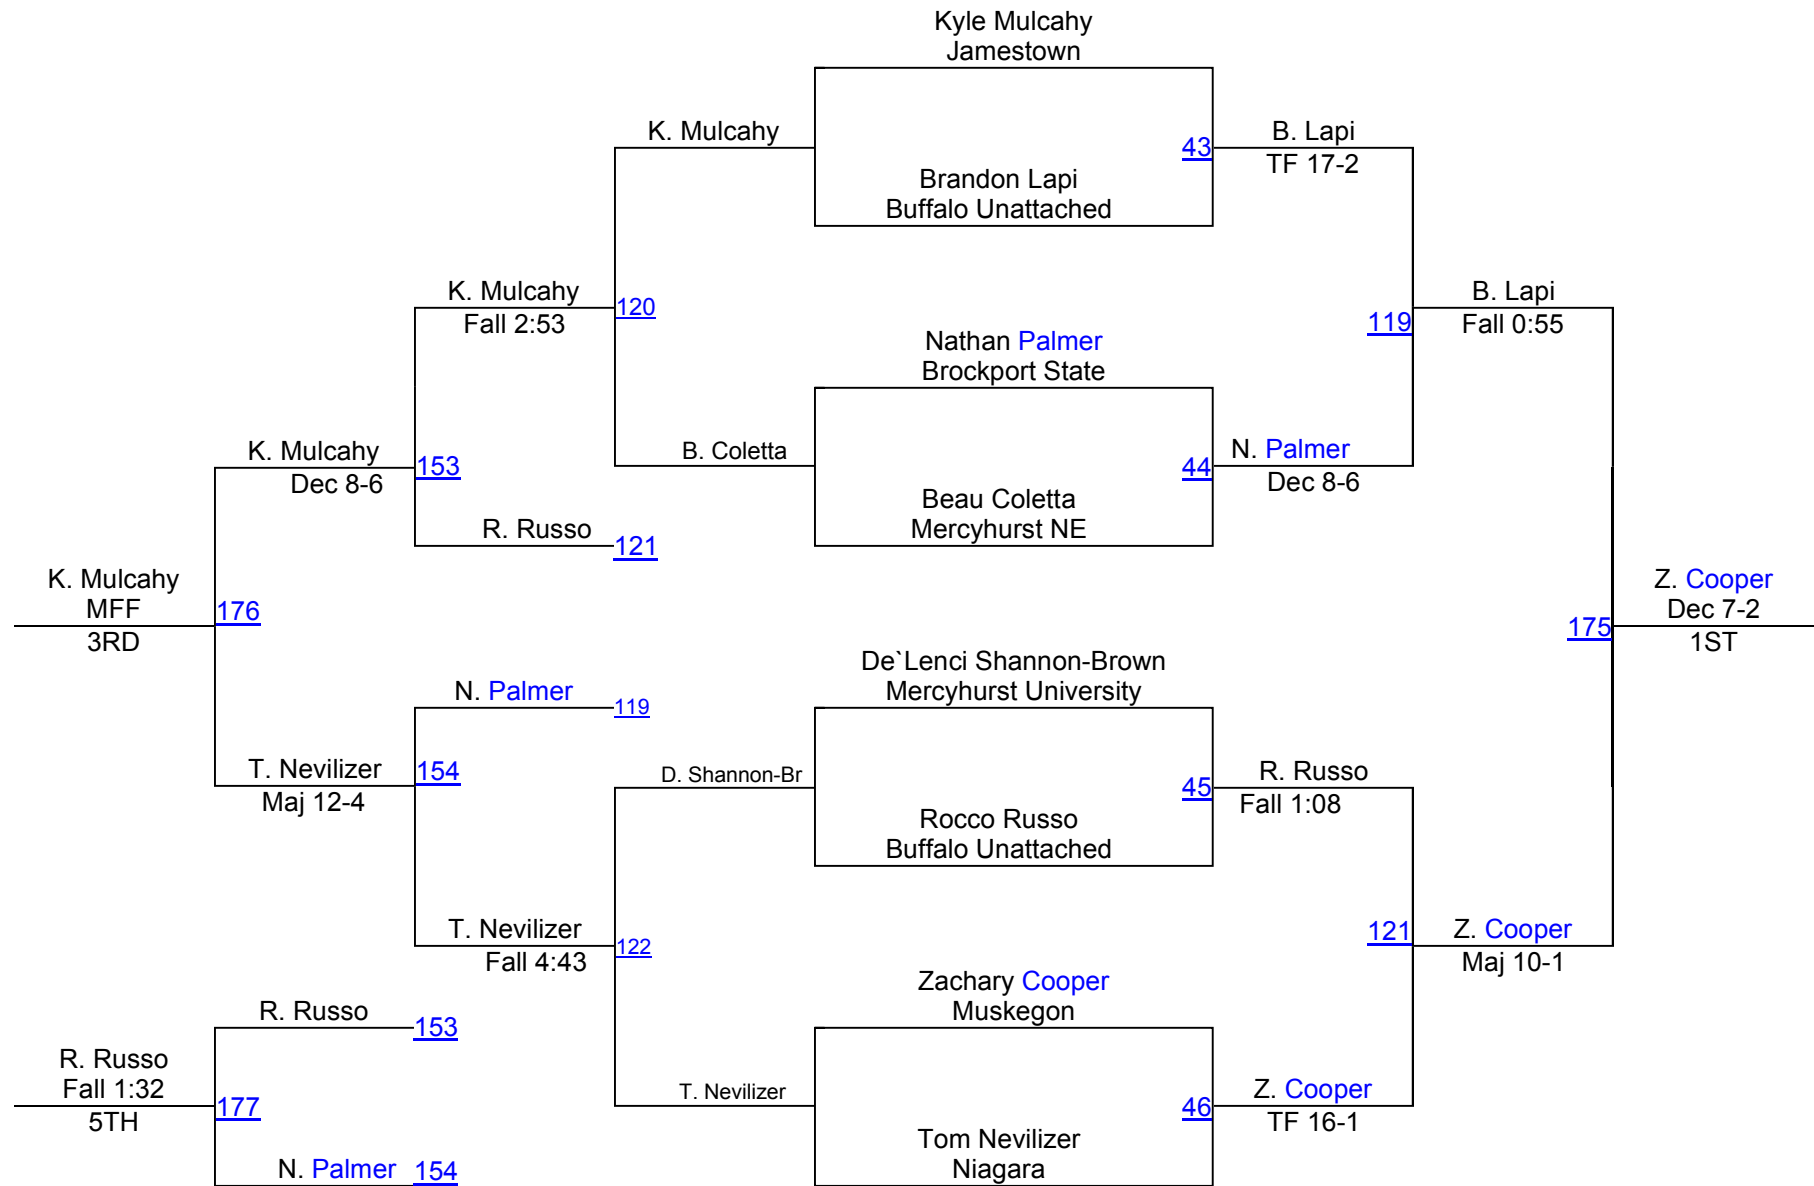 Kyle Mulcahy
Jamestown
K. Mulcahy
43
B. Lapi
TF 17-2
Brandon Lapi
Buffalo Unattached
K. Mulcahy
Fall 2:53
120
B. Lapi
Fall 0:55
119
Nathan Palmer
Brockport State
K. Mulcahy
Dec 8-6
153
B. Coletta
44
N. Palmer
Dec 8-6
Beau Coletta
Mercyhurst NE
R. Russo
121
K. Mulcahy
MFF
3RD
176
Z. Cooper
Dec 7-2
1ST
175
De`Lenci Shannon-Brown
Mercyhurst University
N. Palmer
119
T. Nevilizer
Maj 12-4
154
D. Shannon-Br
45
R. Russo
Fall 1:08
Rocco Russo
Buffalo Unattached
T. Nevilizer
Fall 4:43
122
121
Z. Cooper
Maj 10-1
Zachary Cooper
Muskegon
R. Russo
153
R. Russo
Fall 1:32
5TH
177
T. Nevilizer
46
Z. Cooper
TF 16-1
Tom Nevilizer
Niagara
N. Palmer
154